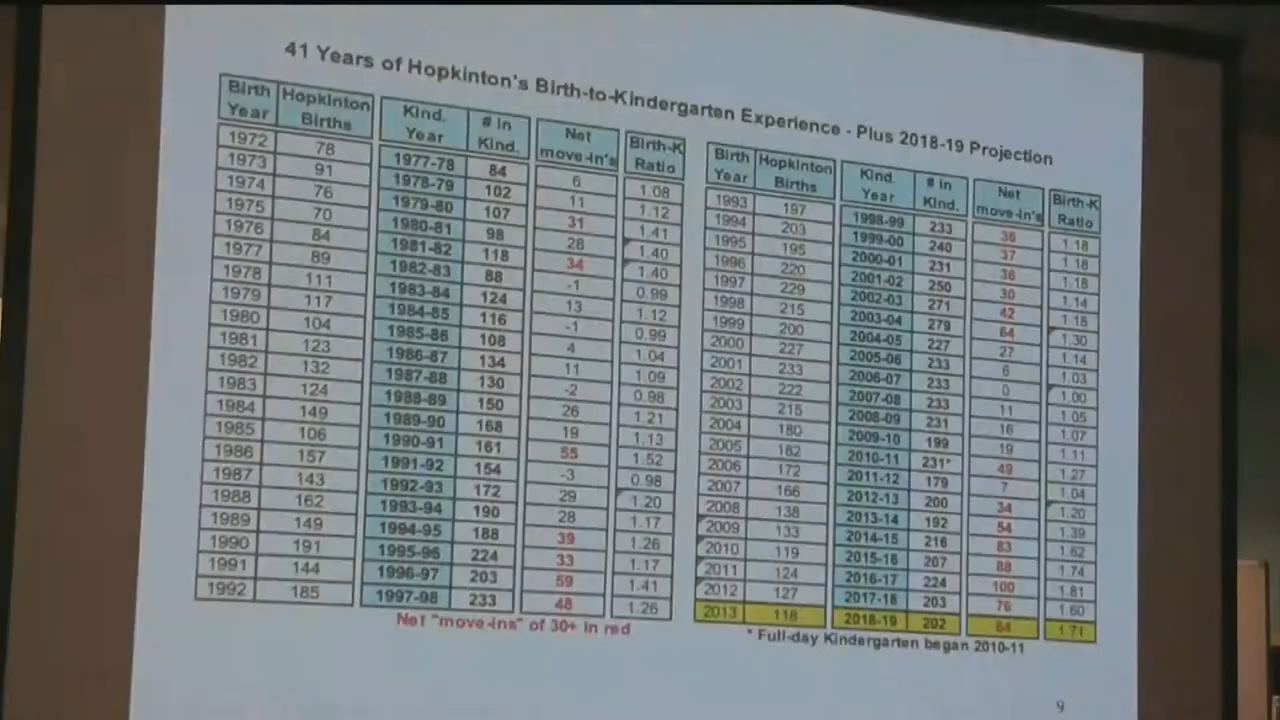 41 Years of Hopkinton's Birth-to-Kindergarten Experience - Plus 2018-19 Projection
Birth Year Hopkinton Births Kind. Year # in Kind. Net move-in's Birth-K Ratio
1972 78 1977-78 84 6 1.08
1973 91 1978-79 102 11 1.12
1974 76 1979-80 107 31 1.41
1975 70 1980-81 98 28 1.40
1976 84 1981-82 118 34 1.40
1977 89 1982-83 88 -1 0.99
1978 111 1983-84 124 13 1.12
1979 117 1984-85 116 -1 0.99
1980 104 1985-86 108 4 1.04
1981 123 1986-87 134 11 1.09
1982 132 1987-88 130 -2 0.98
1983 124 1988-89 150 26 1.21
1984 149 1989-90 168 19 1.13
1985 106 1990-91 161 55 1.52
1986 157 1991-92 154 -3 0.98
1987 143 1992-93 172 29 1.20
1988 162 1993-94 190 28 1.17
1989 149 1994-95 188 39 1.26
1990 191 1995-96 224 33 1.17
1991 144 1996-97 203 59 1.41
1992 185 1997-98 233 48 1.26
Net "move-ins" of 30+ in red
Birth Year Hopkinton Births Kind. Year # in Kind. Net move-in's Birth-K Ratio
1993 197 1998-99 233 36 1.18
1994 203 1999-00 240 37 1.18
1995 195 2000-01 231 36 1.18
1996 220 2001-02 250 30 1.14
1997 229 2002-03 271 42 1.18
1998 215 2003-04 279 64 1.30
1999 200 2004-05 227 27 1.14
2000 227 2005-06 233 6 1.03
2001 233 2006-07 233 0 1.00
2002 222 2007-08 233 11 1.05
2003 215 2008-09 231 16 1.07
2004 180 2009-10 199 19 1.11
2005 182 2010-11 231* 49 1.27
2006 172 2011-12 179 7 1.04
2007 166 2012-13 200 34 1.20
2008 138 2013-14 192 54 1.39
2009 133 2014-15 216 83 1.62
2010 119 2015-16 207 88 1.74
2011 124 2016-17 224 100 1.81
2012 127 2017-18 203 76 1.60
2013 118 2018-19 202 84 1.71
* Full-day Kindergarten began 2010-11
9